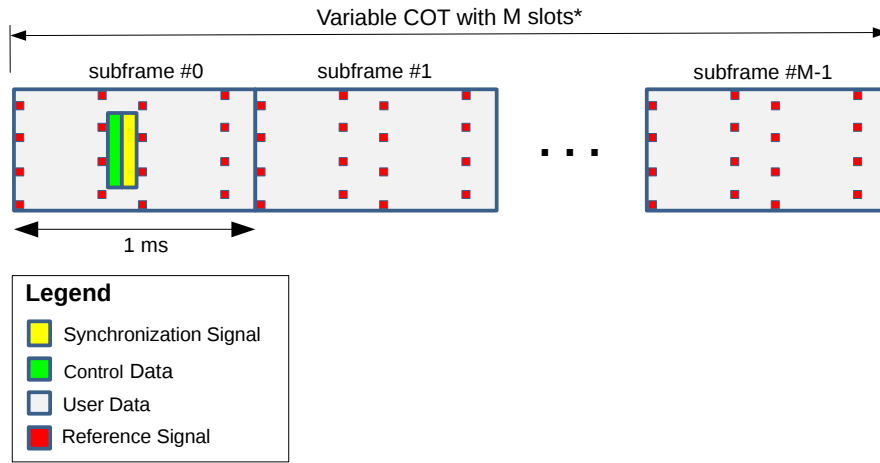 Variable COT with M slots*
subframe #0
subframe #1
subframe #M-1
. . .
1 ms
Legend
Synchronization Signal
Control Data
User Data
Reference Signal